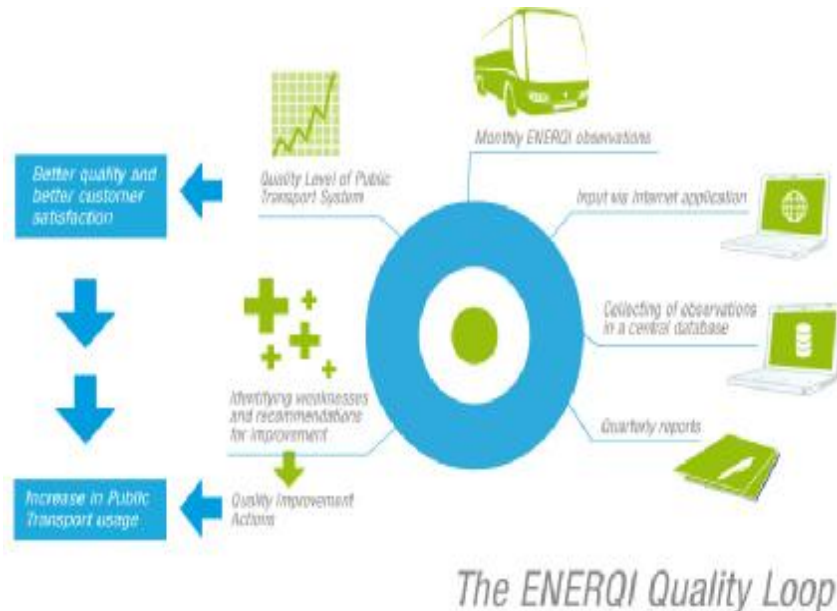 Monthly ENERQI observations
Better quality and
better customer
satisfaction
Quality Level of Public
Transport System
Input via Internet application
Collecting of observations
in a central database
Identifying weaknesses
and recommendations
for improvement
Quarterly reports
Increase in Public
Transport usage
Quality Improvement
Actions
The ENERQI Quality Loop